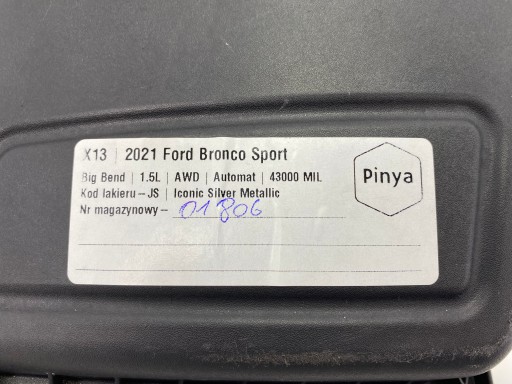 X13 | 2021 Ford Bronco Sport
Big Bend | 1.5L | AWD | Automat | 43000 MIL
Kod lakieru – JS | Iconic Silver Metallic
Nr magazynowy – 01806
Pinya